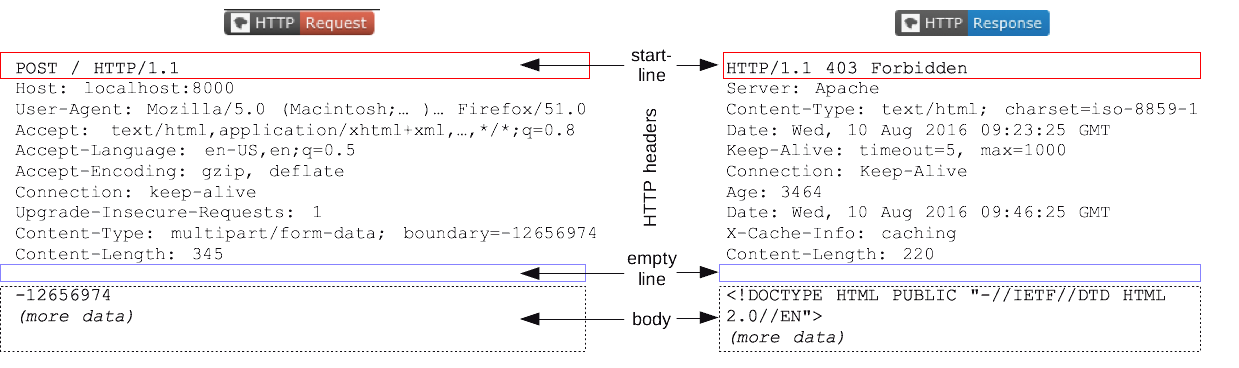 HTTP Request
POST / HTTP/1.1
Host: localhost:8000
User-Agent: Mozilla/5.0 (Macintosh;… )… Firefox/51.0
Accept: text/html,application/xhtml+xml,…,*/*;q=0.8
Accept-Language: en-US,en;q=0.5
Accept-Encoding: gzip, deflate
Connection: keep-alive
Upgrade-Insecure-Requests: 1
Content-Type: multipart/form-data; boundary=-12656974
Content-Length: 345
-12656974
(more data)
start-
line
HTTP headers
empty
line
body
HTTP Response
HTTP/1.1 403 Forbidden
Server: Apache
Content-Type: text/html; charset=iso-8859-1
Date: Wed, 10 Aug 2016 09:23:25 GMT
Keep-Alive: timeout=5, max=1000
Connection: Keep-Alive
Age: 3464
Date: Wed, 10 Aug 2016 09:46:25 GMT
X-Cache-Info: caching
Content-Length: 220
<!DOCTYPE HTML PUBLIC "-//IETF//DTD HTML
2.0//EN">
(more data)